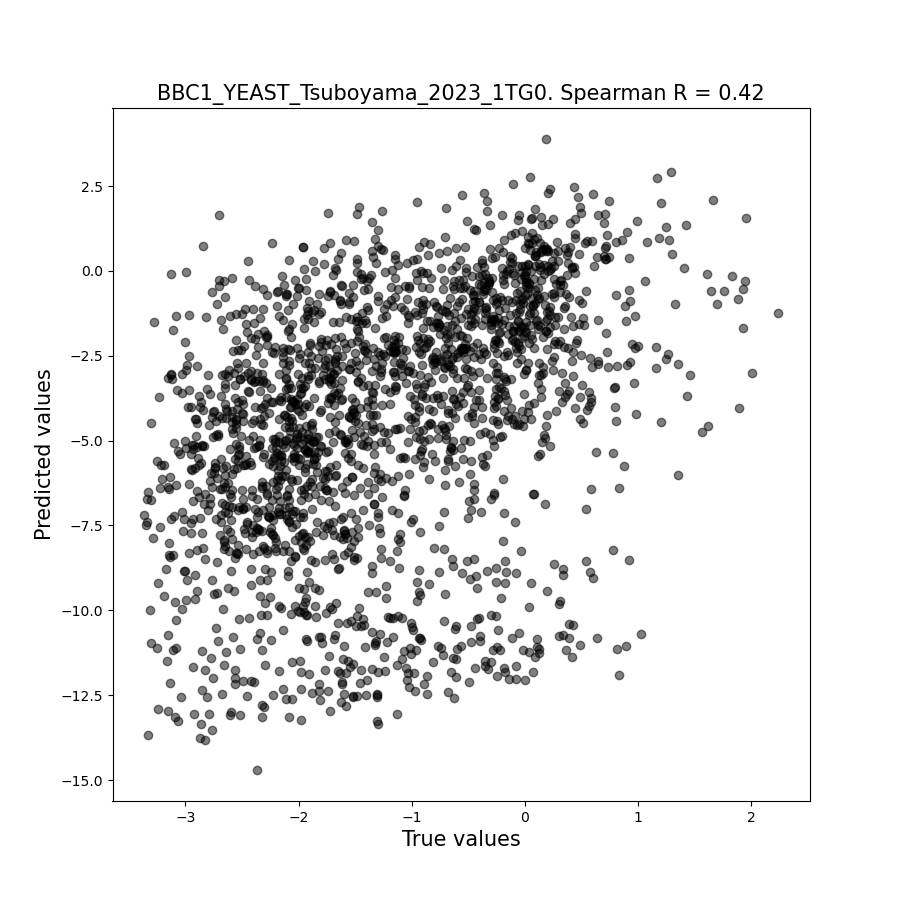 BBC1_YEAST_Tsuboyama_2023_1TG0. Spearman R = 0.42
2.5
0.0
−2.5
−5.0
−7.5
−10.0
−12.5
−15.0
Predicted values
−3 −2 −1 0 1 2
True values